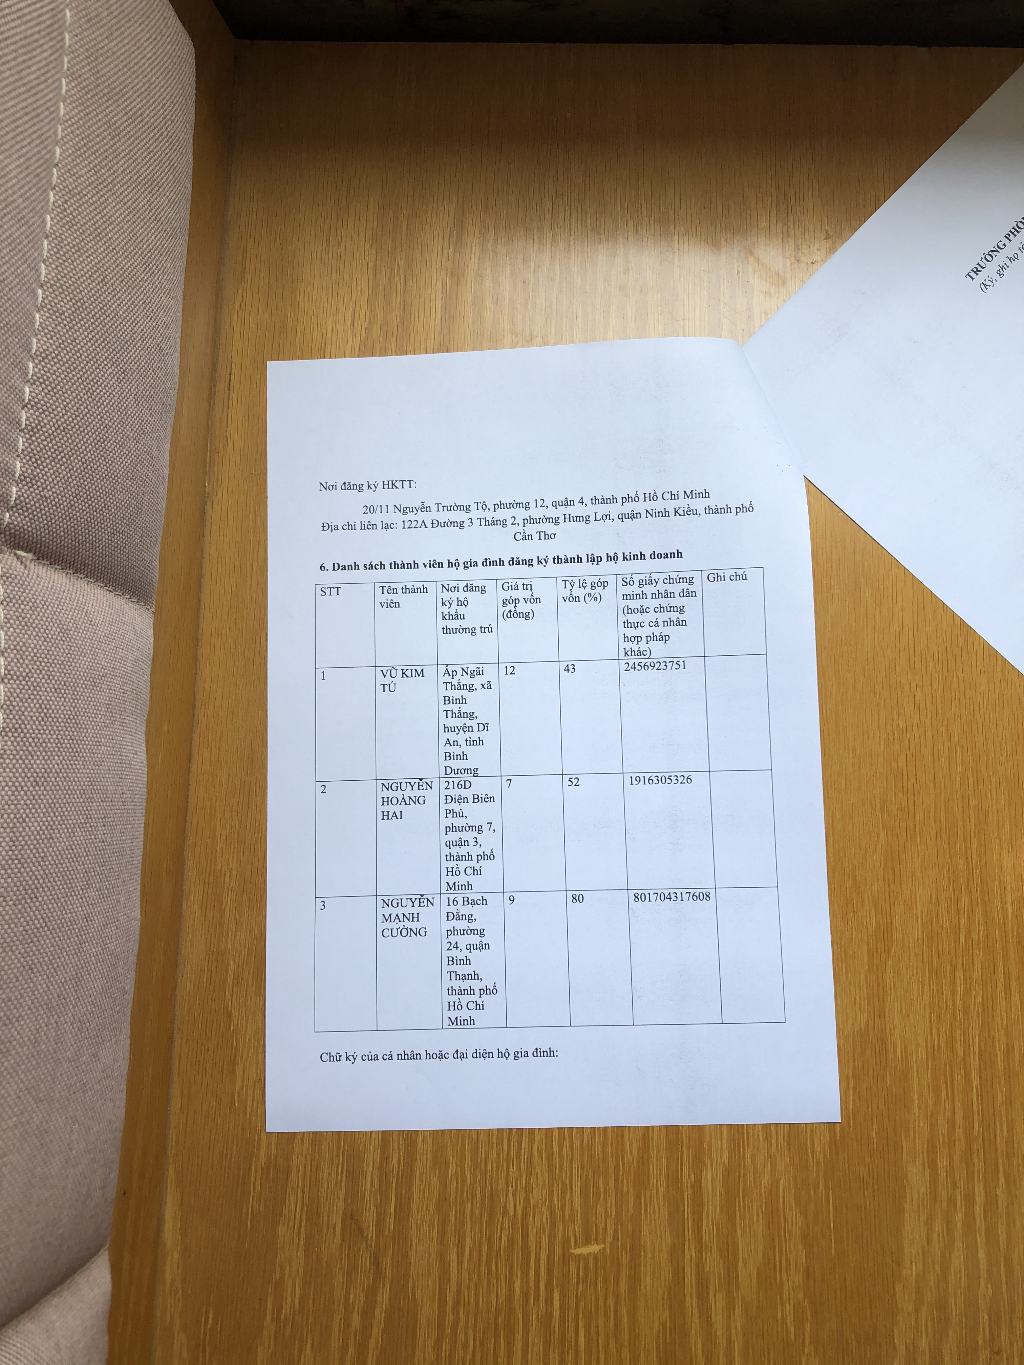 TRƯỞNG
(Ký, ghi họ
Nơi đăng ký HKTT:
20/11 Nguyễn Trường Tộ, phường 12, quận 4, thành phố Hồ Chí Minh
Địa chỉ liên lạc: 122A Đường 3 Tháng 2, phường Hưng Lợi, quận Ninh Kiều, thành phố
Cần Thơ
6. Danh sách thành viên hộ gia đình đăng ký thành lập hộ kinh doanh
STT
Tên thành
viên
Nơi đăng
ký hộ
khẩu
thường trú
Giá trị
góp vốn
(đồng)
Tỷ lệ góp
vốn (%)
Số giấy chứng
minh nhân dân
(hoặc chứng
thực cá nhân
hợp pháp
khác)
Ghi chú
1
VŨ KIM
TÚ
Ấp Ngãi
Thắng, xã
Bình
Thắng,
huyện Dĩ
An, tỉnh
Bình
Dương
12
43
2456923751
2
NGUYỄN
HOÀNG
HAI
216D
Điện Biên
Phủ,
phường 7,
quận 3,
thành phố
Hồ Chí
Minh
7
52
1916305326
3
NGUYỄN
MẠNH
CƯỜNG
16 Bạch
Đằng,
phường
24, quận
Bình
Thạnh,
thành phố
Hồ Chí
Minh
9
80
801704317608
Chữ ký của cá nhân hoặc đại diện hộ gia đình: